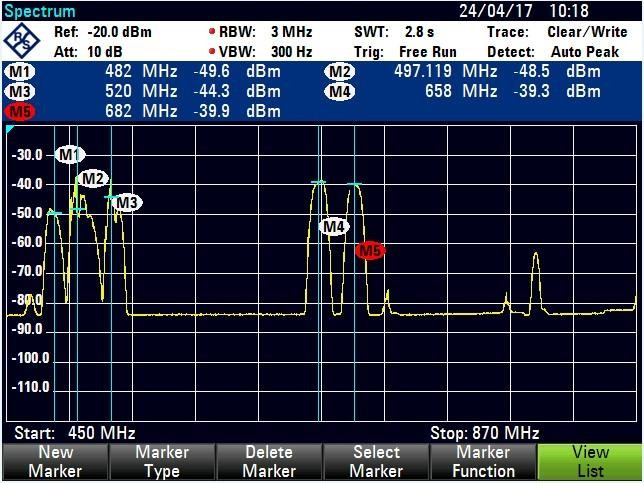 Spectrum 24/04/17 10:18
Ref: -20.0 dBm RBW: 3 MHz SWT: 2.8 s Trace: Clear/Write
Att: 10 dB VBW: 300 Hz Trig: Free Run Detect: Auto Peak
M1 482 MHz -49.6 dBm M2 497.119 MHz -48.5 dBm
M3 520 MHz -44.3 dBm M4 658 MHz -39.3 dBm
M5 682 MHz -39.9 dBm
-30.0
M1
-40.0
M2
M3
-50.0
M4
-60.0
M5
-70.0
-80.0
-90.0
-100.0
-110.0
Start: 450 MHz Stop: 870 MHz
New Marker Delete Select Marker View
Marker Type Marker Marker Function List